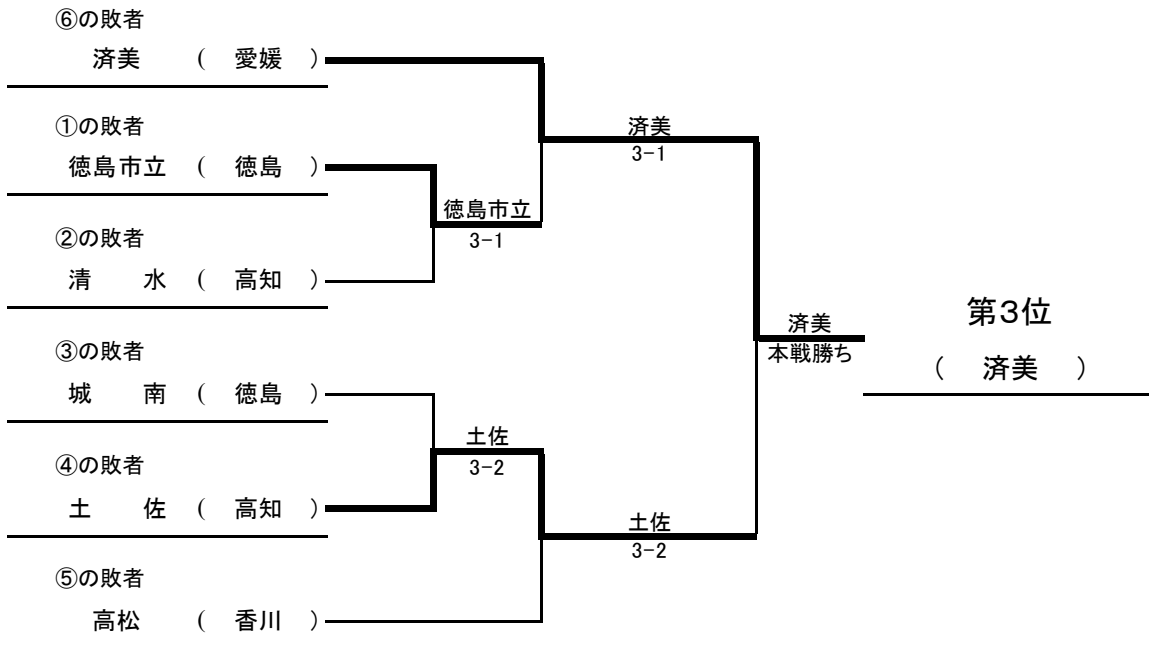 ⑥の敗者
済美 ( 愛媛 )
①の敗者
徳島市立 ( 徳島 )
②の敗者
清 水 ( 高知 )
③の敗者
城 南 ( 徳島 )
④の敗者
土 佐 ( 高知 )
⑤の敗者
高松 ( 香川 )
徳島市立
3-1
土佐
3-2
済美
3-1
土佐
3-2
済美
本戦勝ち
第3位
( 済美 )